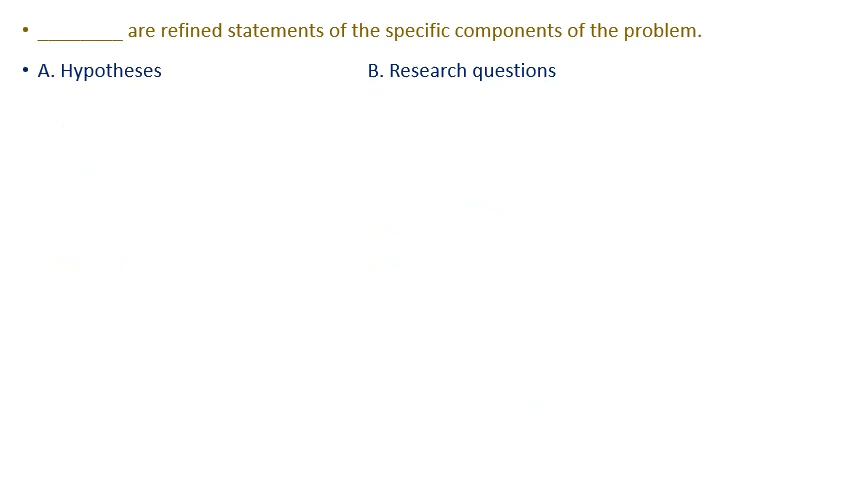 • ________ are refined statements of the specific components of the problem.
• A. Hypotheses B. Research questions